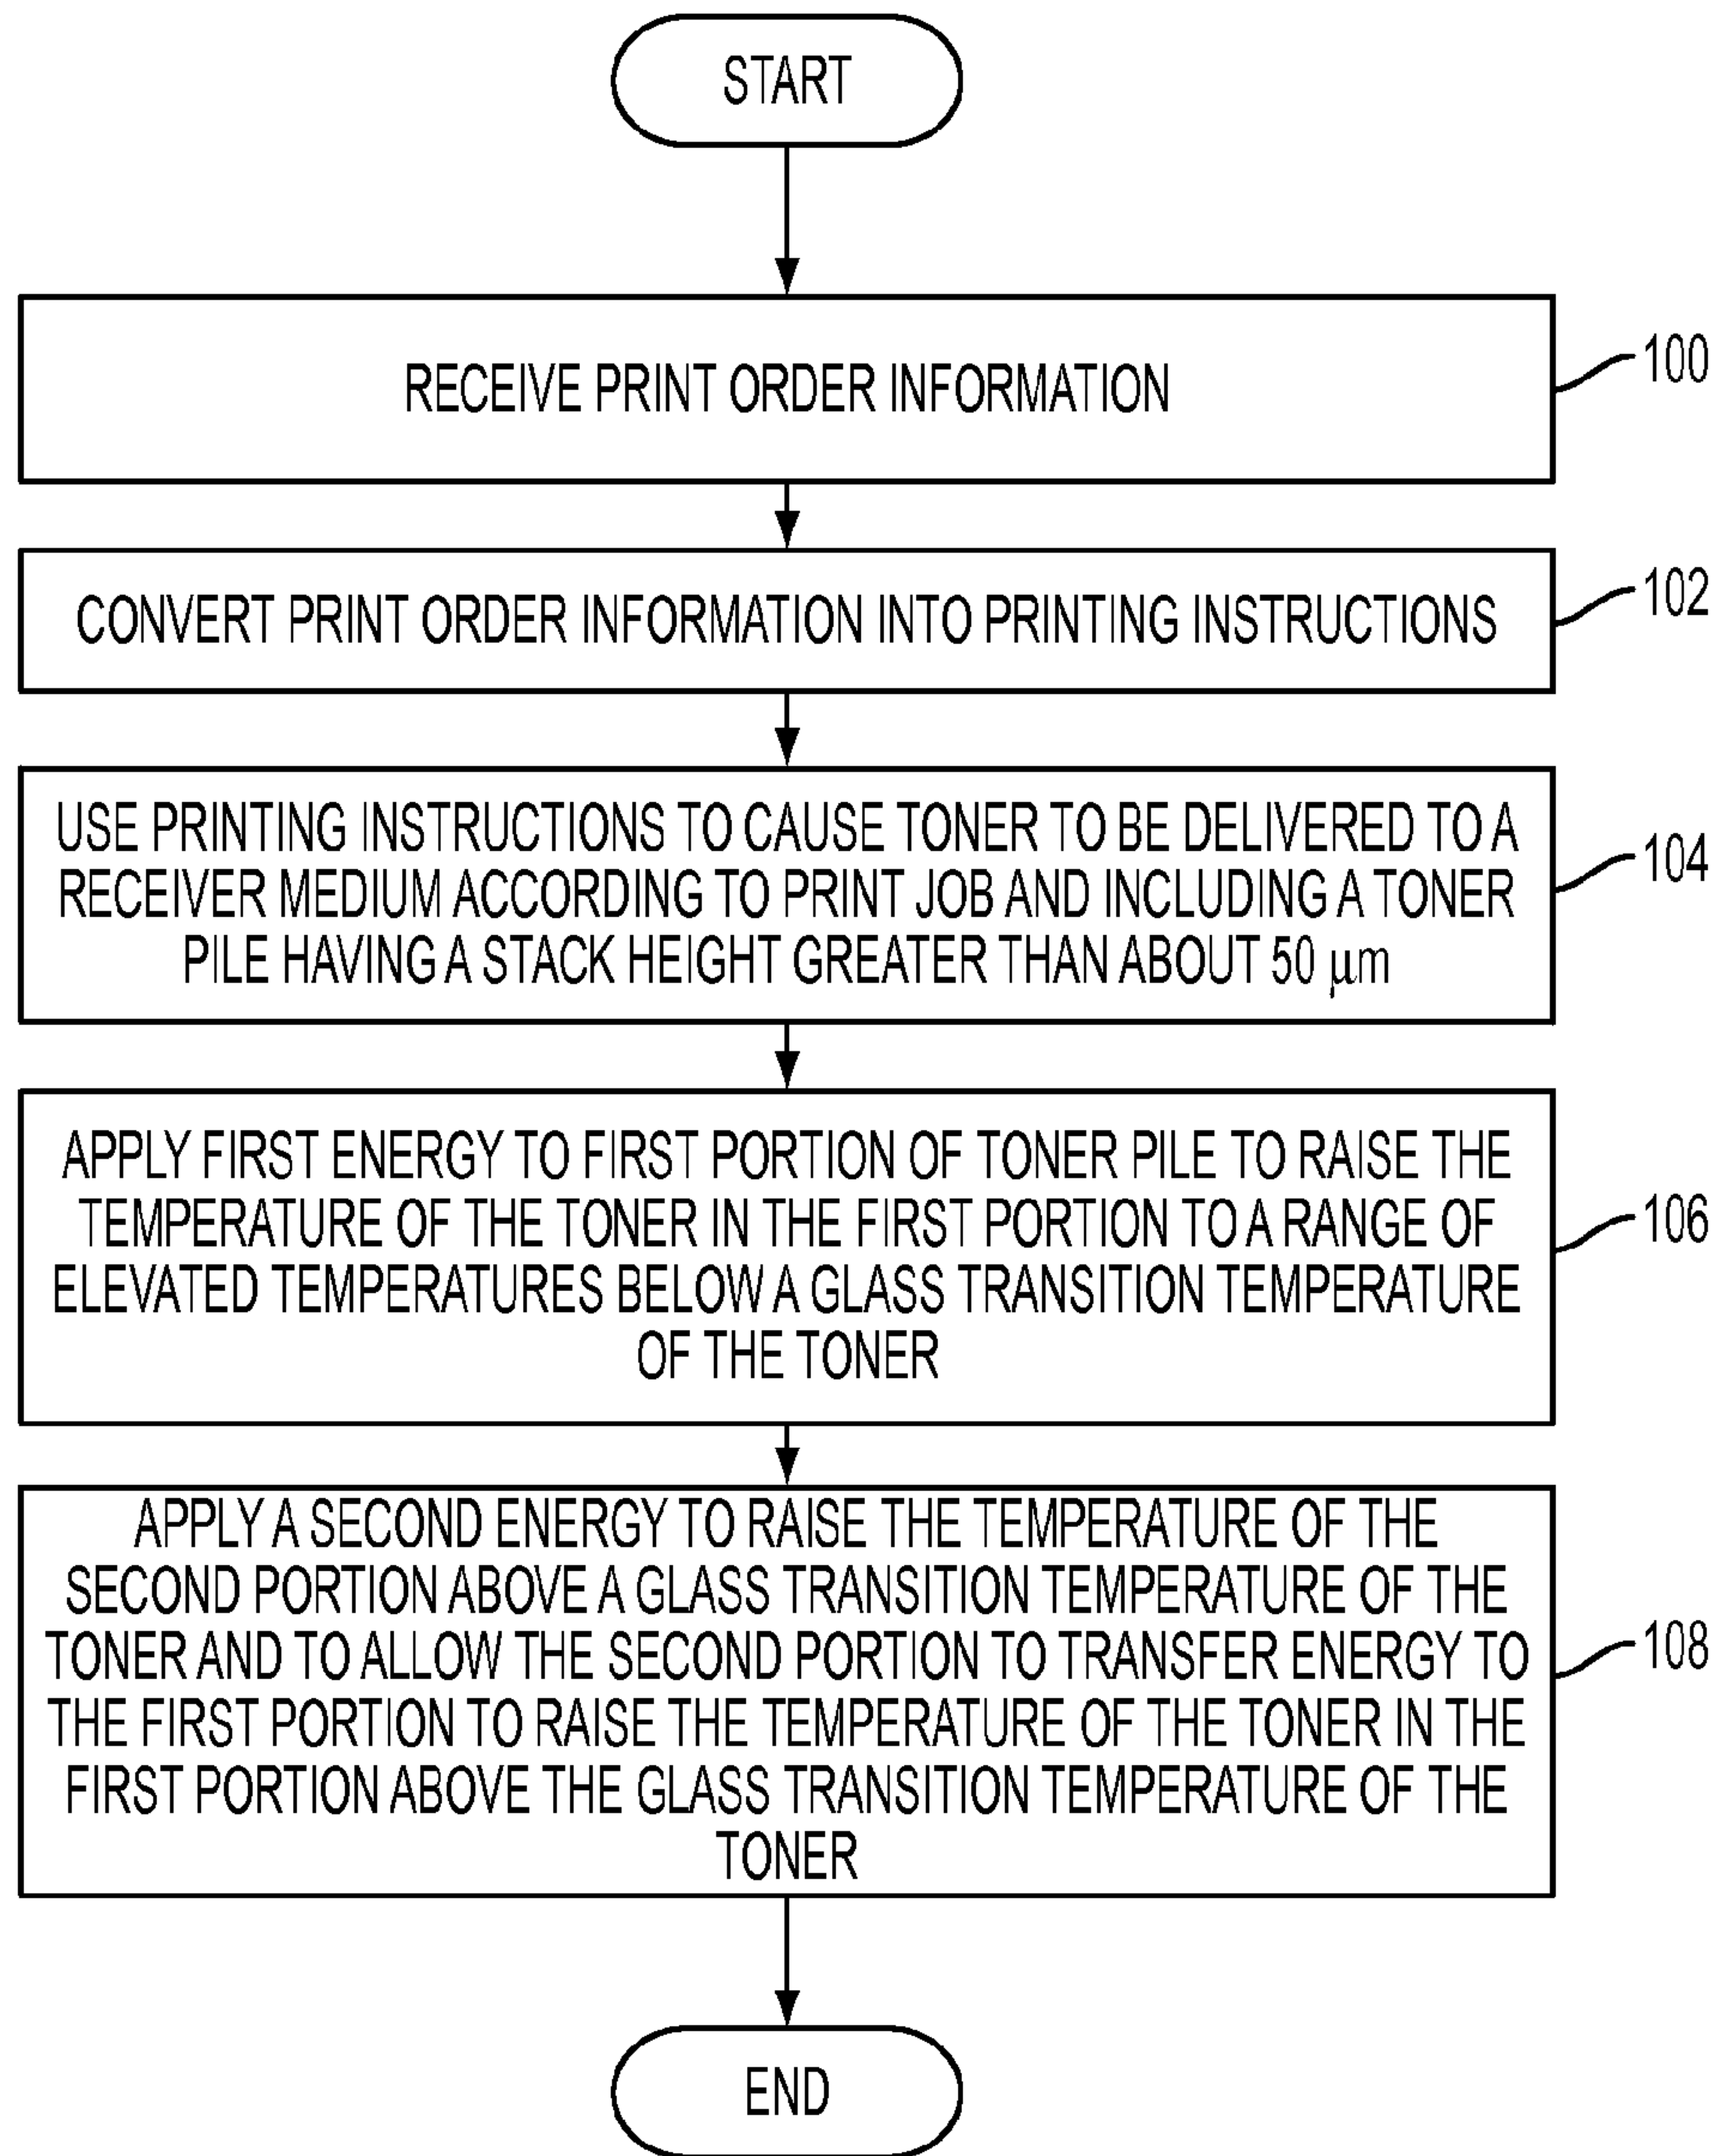 START
RECEIVE PRINT ORDER INFORMATION
100
CONVERT PRINT ORDER INFORMATION INTO PRINTING INSTRUCTIONS
102
USE PRINTING INSTRUCTIONS TO CAUSE TONER TO BE DELIVERED TO A
RECEIVER MEDIUM ACCORDING TO PRINT JOB AND INCLUDING A TONER
PILE HAVING A STACK HEIGHT GREATER THAN ABOUT 50 μm
104
APPLY FIRST ENERGY TO FIRST PORTION OF TONER PILE TO RAISE THE
TEMPERATURE OF THE TONER IN THE FIRST PORTION TO A RANGE OF
ELEVATED TEMPERATURES BELOW A GLASS TRANSITION TEMPERATURE
OF THE TONER
106
APPLY A SECOND ENERGY TO RAISE THE TEMPERATURE OF THE
SECOND PORTION ABOVE A GLASS TRANSITION TEMPERATURE OF THE
TONER AND TO ALLOW THE SECOND PORTION TO TRANSFER ENERGY TO
THE FIRST PORTION TO RAISE THE TEMPERATURE OF THE TONER IN THE
FIRST PORTION ABOVE THE GLASS TRANSITION TEMPERATURE OF THE
TONER
108
END